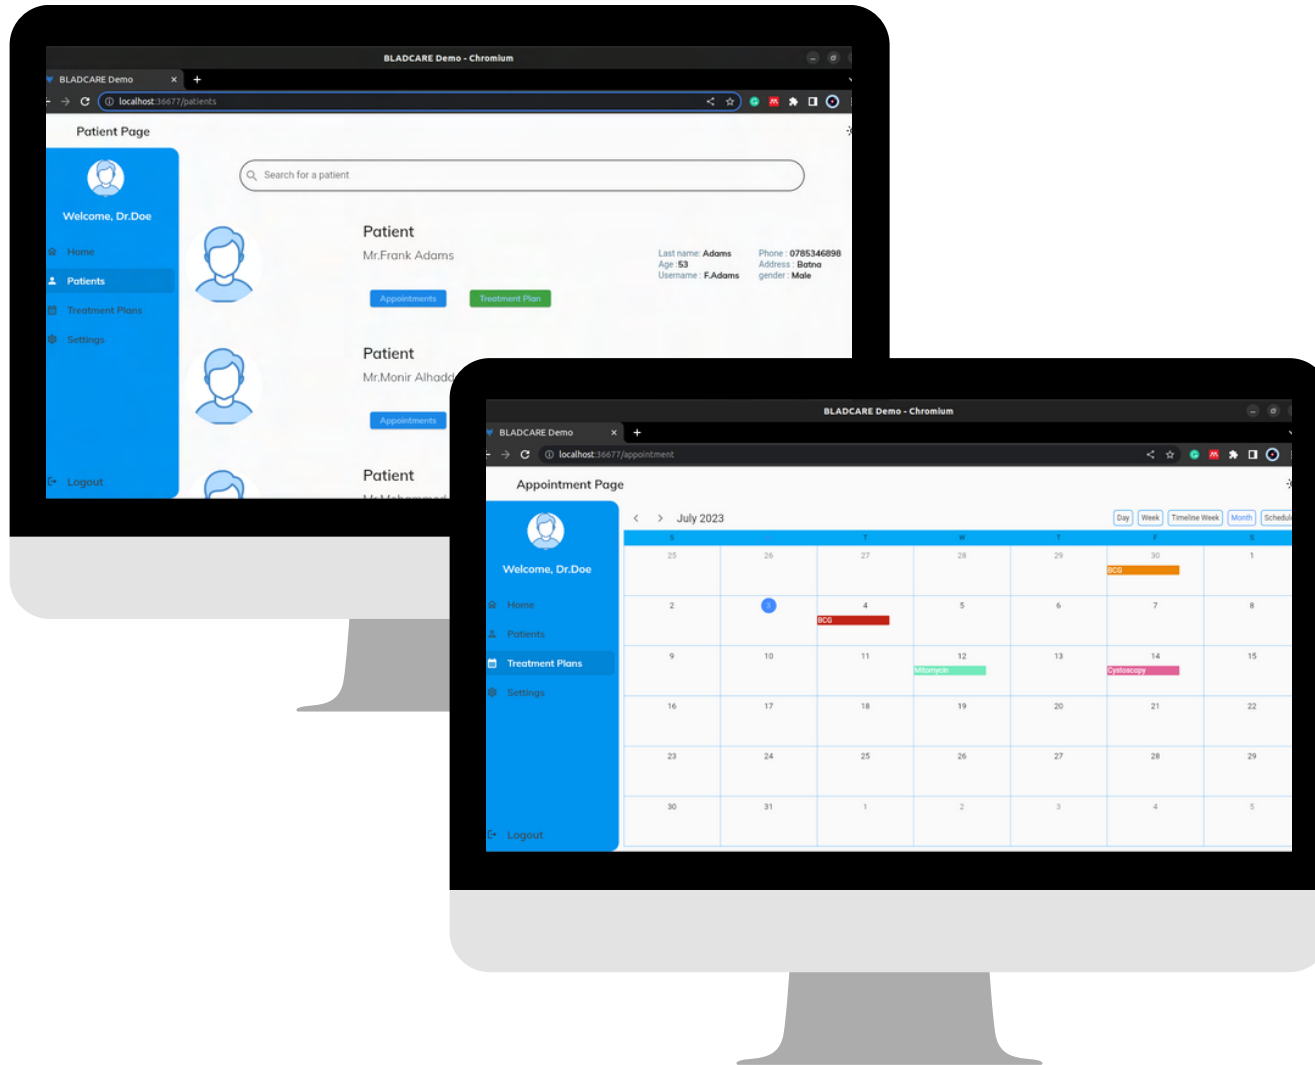 BLADCARE Demo - Chromium
BLADCARE Demo
localhost:36677/patients
Patient Page
Welcome, Dr.Doe
Home
Patients
Treatment Plans
Settings
Logout
Search for a patient
Patient
Mr.Frank Adams
Appointments
Treatment Plan
Last name: Adams
Age :53
Username : F.Adams
Phone : 0785346898
Address : Batna
gender : Male
Patient
Mr.Monir Alhadd
Appointments
Patient
BLADCARE Demo - Chromium
BLADCARE Demo
localhost:36677/appointment
Appointment Page
Welcome, Dr.Doe
Home
Patients
Treatment Plans
Settings
Logout
July 2023
Day Week Timeline Week Month Schedule
S T W T F S
25 26 27 28 29 30 1
BCG
2 3 4 5 6 7 8
BCG
9 10 11 12 13 14 15
Mitomycin Cystoscopy
16 17 18 19 20 21 22
23 24 25 26 27 28 29
30 31 1 2 3 4 5